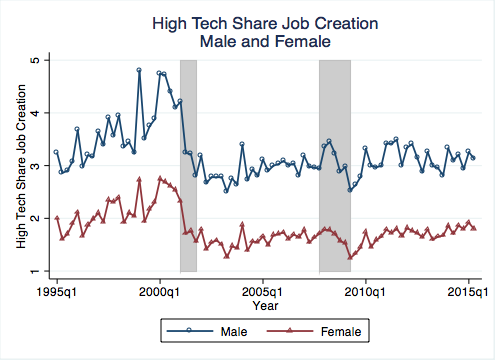 High Tech Share Job Creation
Male and Female
High Tech Share Job Creation
5
4
3
2
1
1995q1 2000q1 2005q1 2010q1 2015q1
Year
Male Female